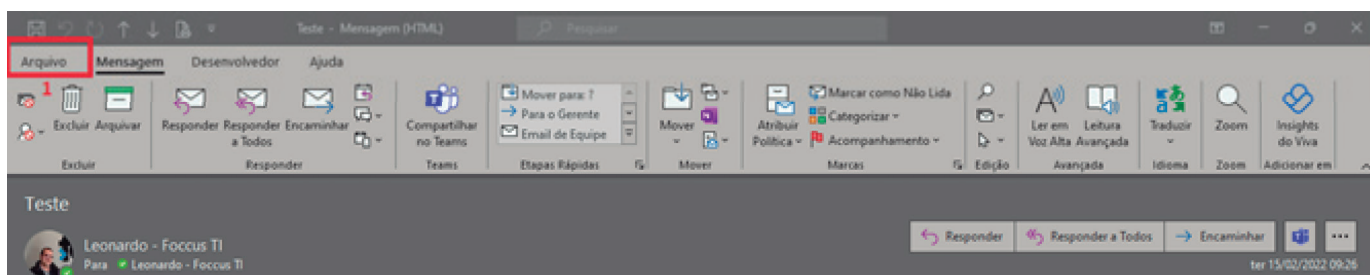 Teste - Mensagem (HTML)
Pesquisar
Arquivo Mensagem Desenvolvedor Ajuda
1
Excluir Arquivar
Responder Responder a Todos Encaminhar
Compartilhar no Teams
Mover para: ?
Para o Gerente
Email de Equipe
Mover
Atribuir Política
Marcar como Não Lida
Categorizar
Acompanhamento
Ler em Voz Alta
Leitura Avançada
Traduzir
Zoom
Insights do Viva
Excluir Responder Teams Etapas Rápidas Mover Marcas Edição Avançada Idioma Zoom Adicionar em
Teste
Leonardo - Foccus TI
Para Leonardo - Foccus TI
Responder Responder a Todos Encaminhar
ter 15/02/2022 09:26